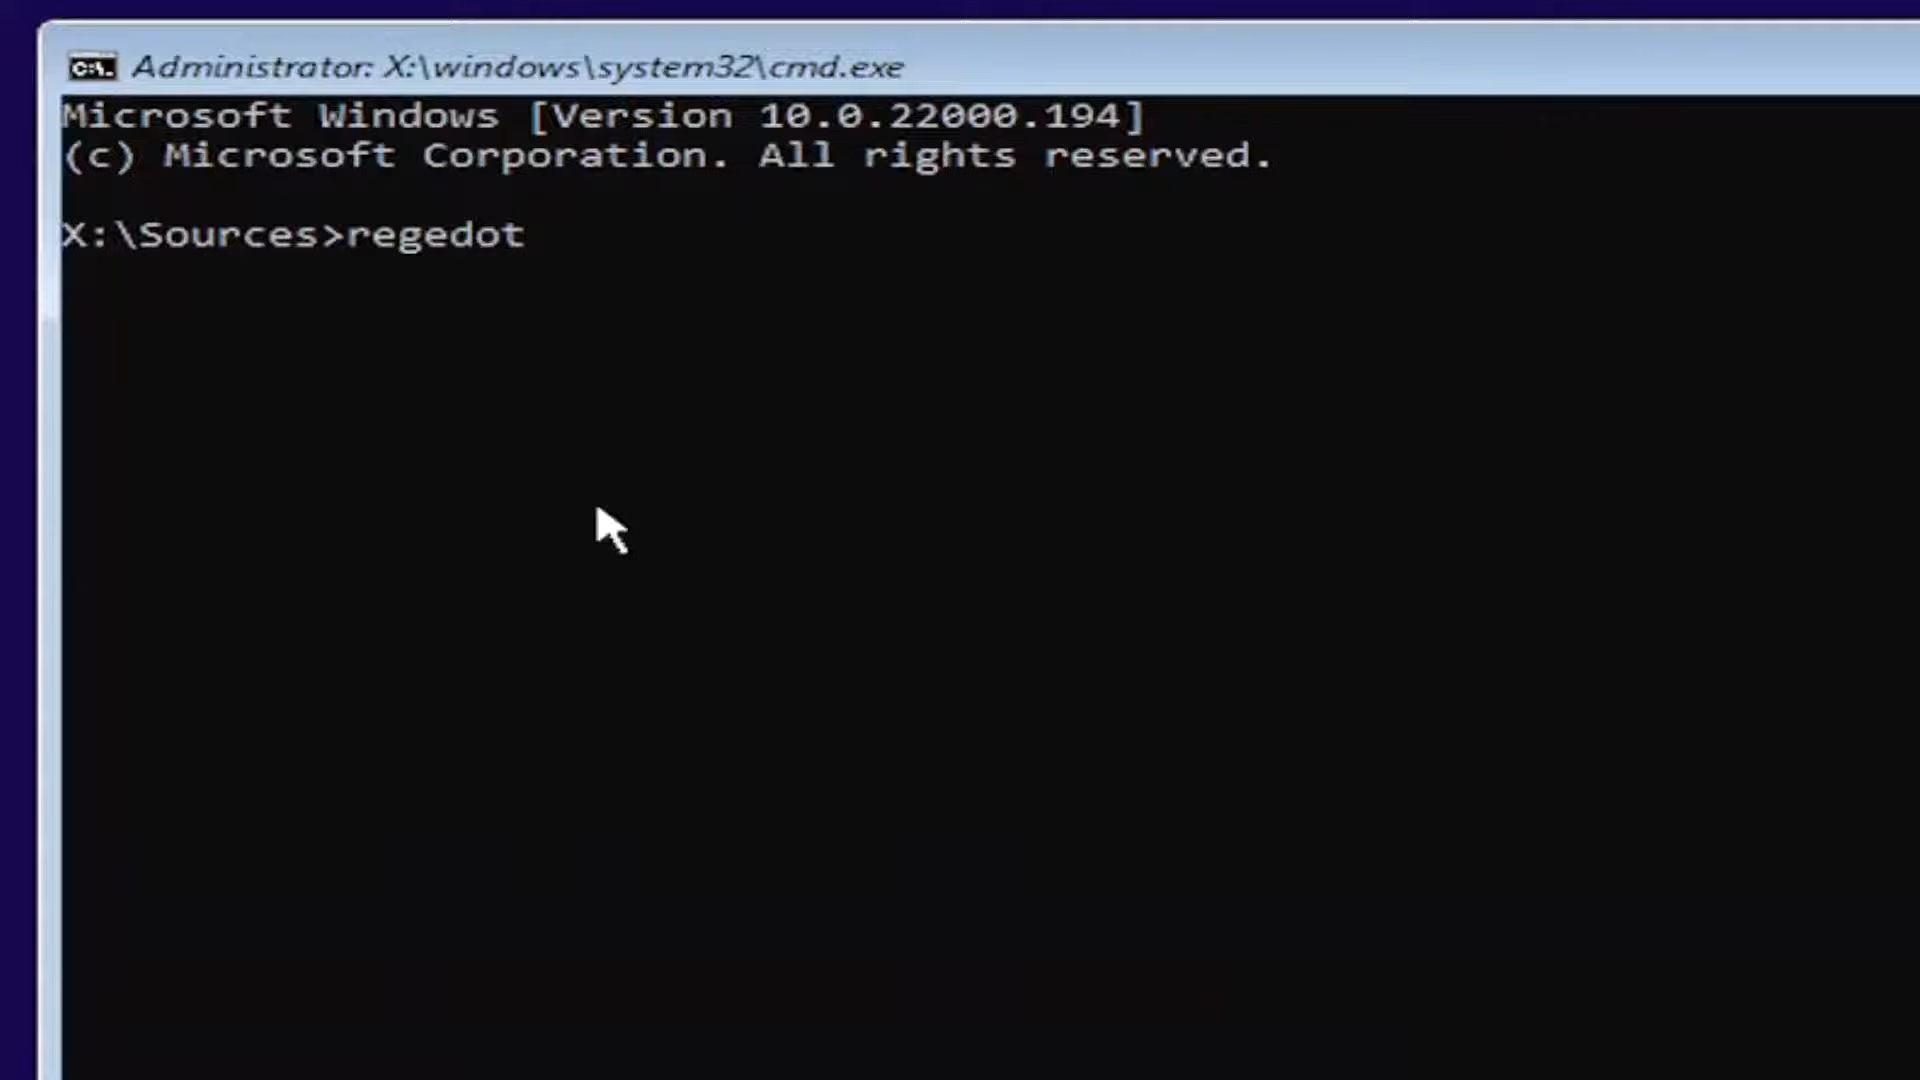 C:\.
Administrator: X:\windows\system32\cmd.exe
Microsoft Windows [Version 10.0.22000.194]
(c) Microsoft Corporation. All rights reserved.
X:\Sources>regedot